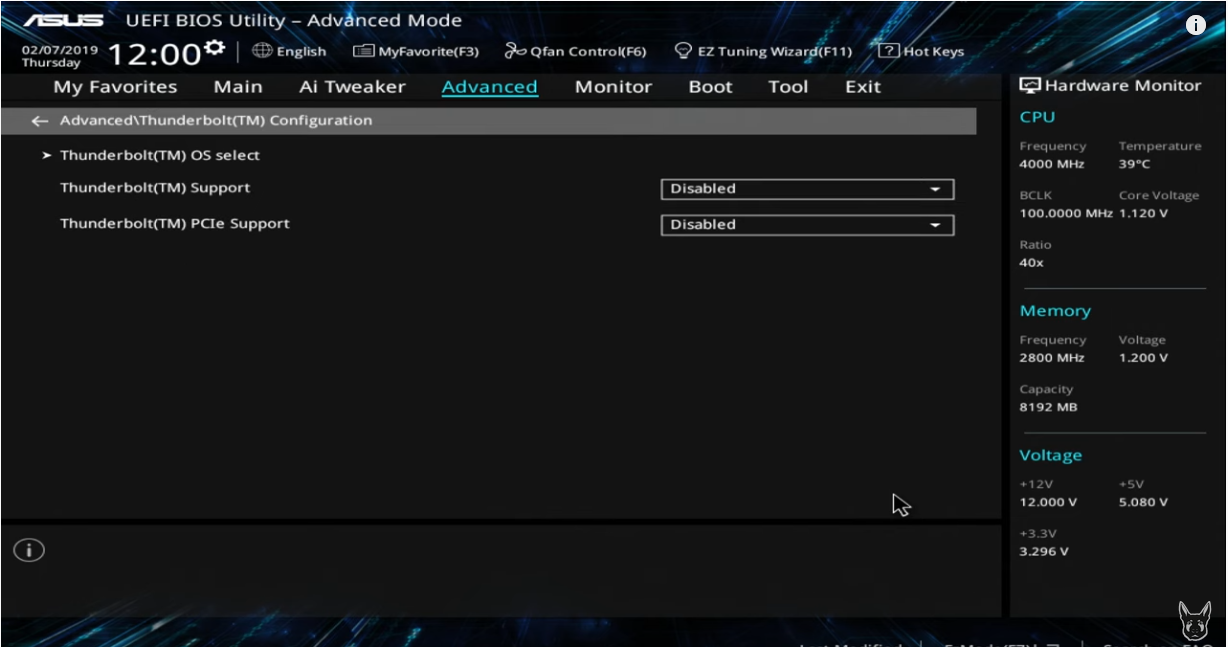 ASUS UEFI BIOS Utility – Advanced Mode
02/07/2019 Thursday 12:00 English MyFavorite(F3) Qfan Control(F6) EZ Tuning Wizard(F11) ? Hot Keys
My Favorites Main Ai Tweaker Advanced Monitor Boot Tool Exit
Hardware Monitor
Advanced\Thunderbolt(TM) Configuration
Thunderbolt(TM) OS select
Thunderbolt(TM) Support Disabled
Thunderbolt(TM) PCIe Support Disabled
CPU
Frequency Temperature
4000 MHz 39°C
BCLK Core Voltage
100.0000 MHz 1.120 V
Ratio
40x
Memory
Frequency Voltage
2800 MHz 1.200 V
Capacity
8192 MB
Voltage
+12V +5V
12.000 V 5.080 V
+3.3V
3.296 V